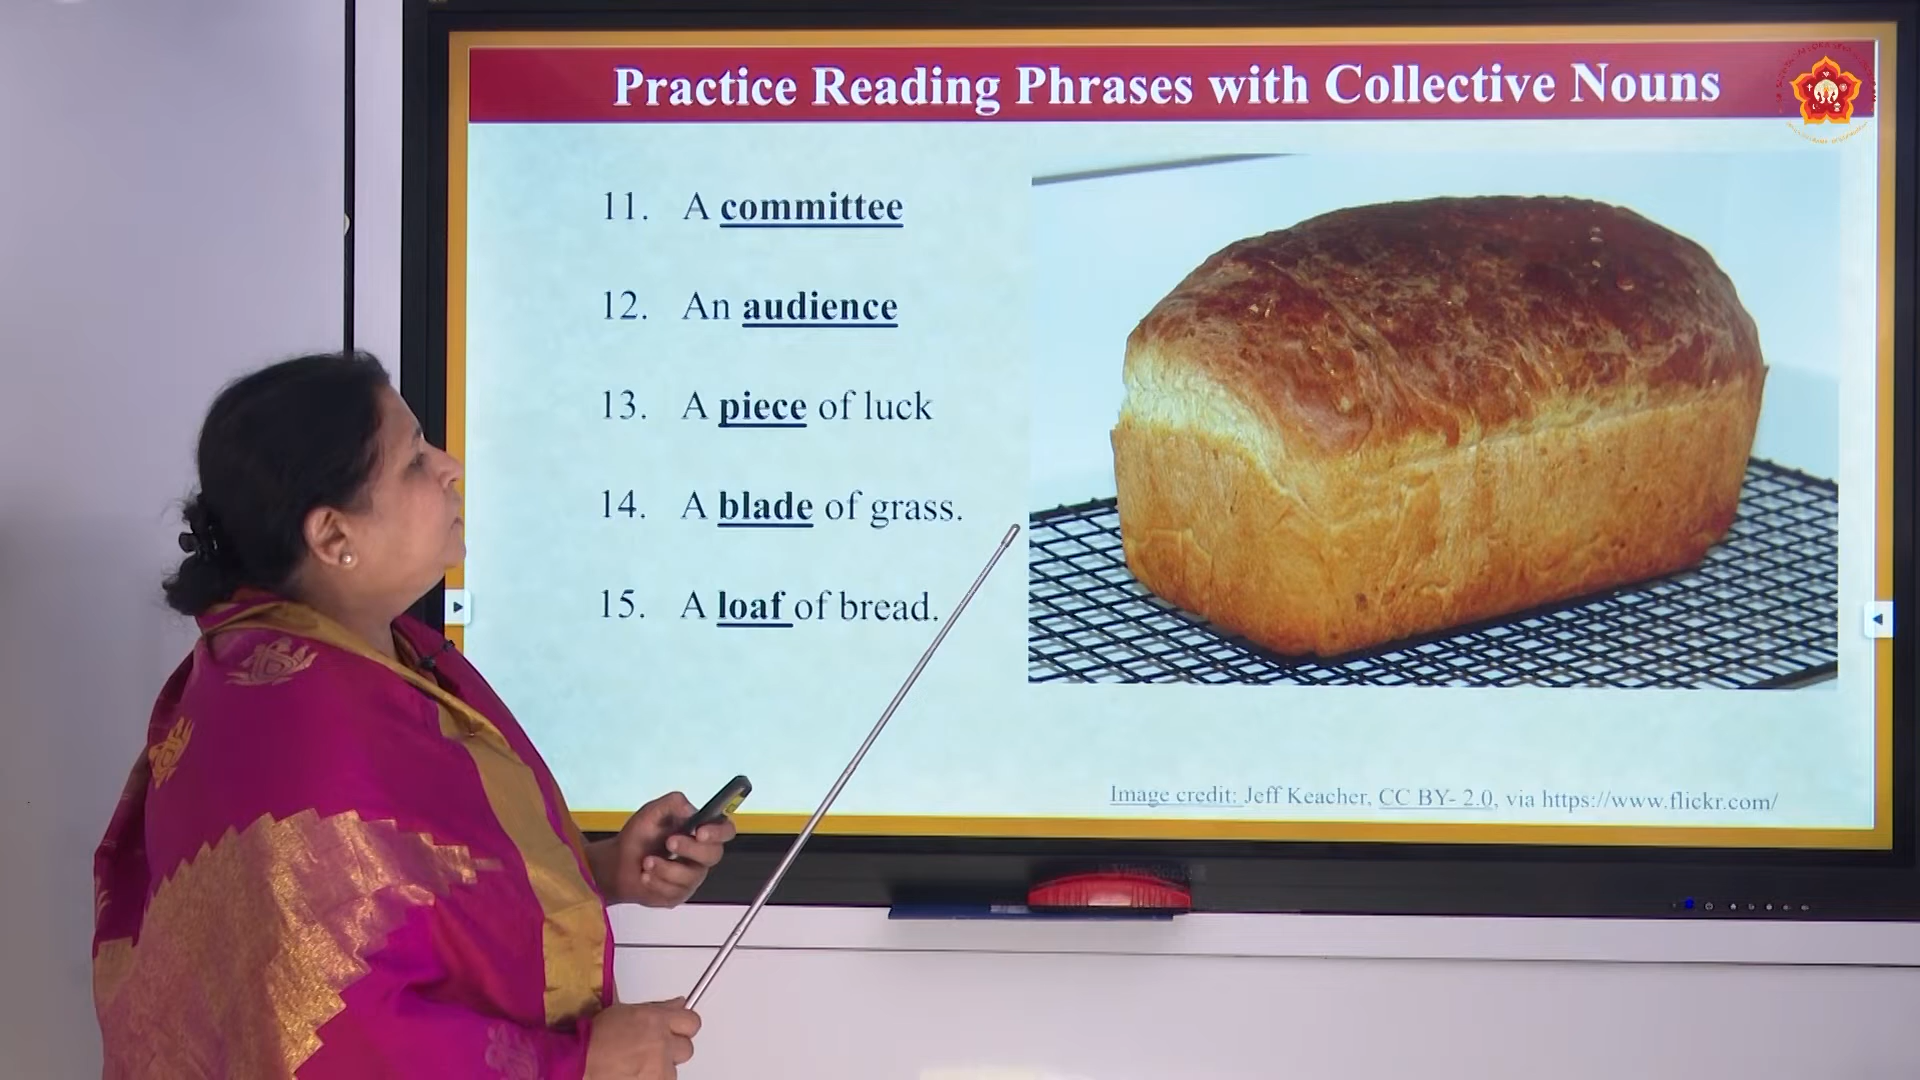 Practice Reading Phrases with Collective Nouns
11. A committee
12. An audience
13. A piece of luck
14. A blade of grass.
15. A loaf of bread.
Image credit: Jeff Keacher, CC BY- 2.0, via https://www.flickr.com/
ViewSonic